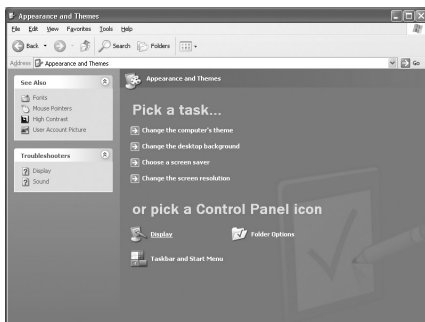 Appearance and Themes
File Edit View Favorites Tools Help
Back Search Folders
Address Appearance and Themes Go
See Also
Fonts
Mouse Pointers
High Contrast
User Account Picture
Troubleshooters
Display
Sound
Appearance and Themes
Pick a task...
Change the computer's theme
Change the desktop background
Choose a screen saver
Change the screen resolution
or pick a Control Panel icon
Display Folder Options
Taskbar and Start Menu